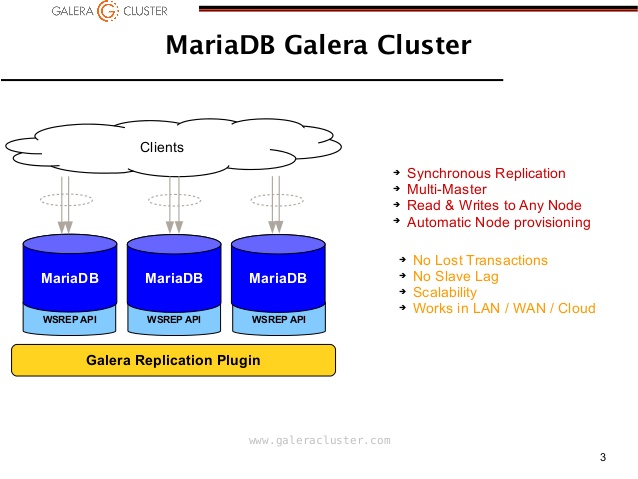 GALERA CLUSTER
MariaDB Galera Cluster
Clients
MariaDB MariaDB MariaDB
WSREP API WSREP API WSREP API
Galera Replication Plugin
➔ Synchronous Replication
➔ Multi-Master
➔ Read & Writes to Any Node
➔ Automatic Node provisioning
➔ No Lost Transactions
➔ No Slave Lag
➔ Scalability
➔ Works in LAN / WAN / Cloud
www.galeracluster.com
3